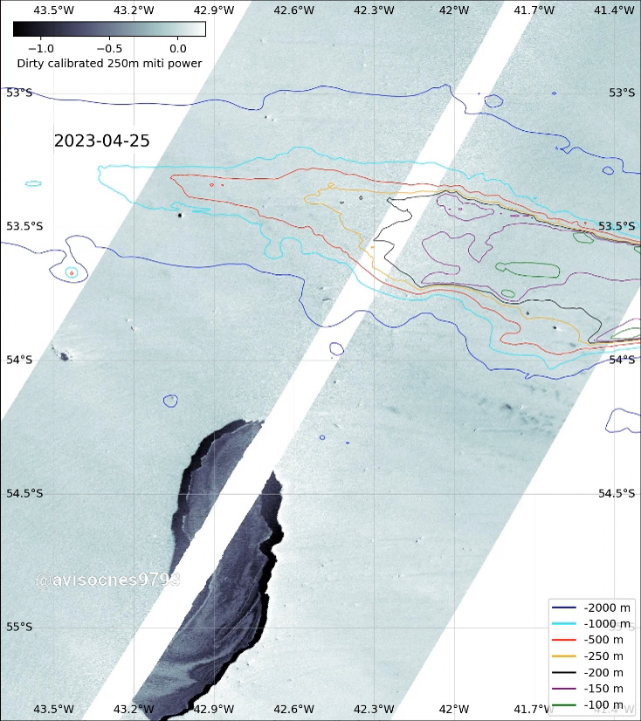 43.5°W 43.2°W 42.9°W 42.6°W 42.3°W 42°W 41.7°W 41.4°W
−1.0 −0.5 0.0
Dirty calibrated 250m miti power
53°S 53°S
2023-04-25
53.5°S 53.5°S
54°S 54°S
54.5°S 54.5°S
@avisoches9793
-2000 m
-1000 m
55°S
-500 m
-250 m
-200 m
-150 m
-100 m
43.5°W 43.2°W 42.9°W 42.6°W 42.3°W 42°W 41.7°W 41.4°W